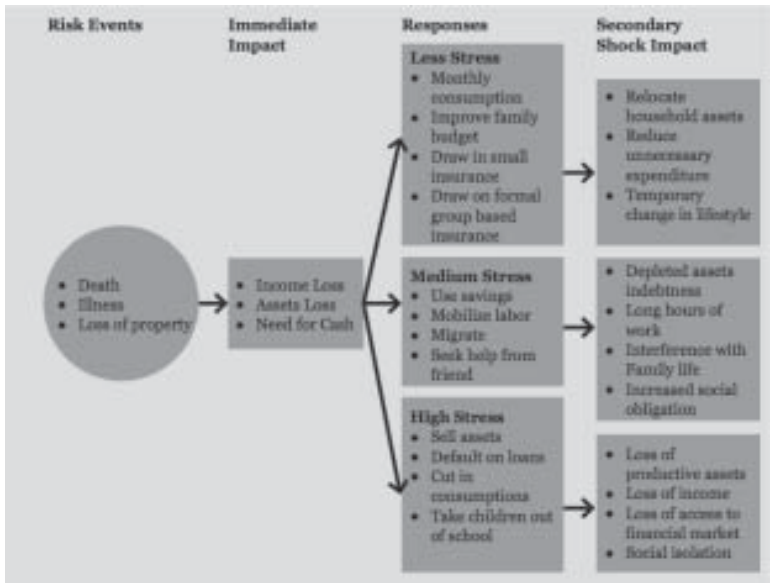 Risk Events
Immediate
Impact
Responses
Secondary
Shock Impact
• Death
• Illness
• Loss of property
• Income Loss
• Assets Loss
• Need for Cash
Less Stress
• Monthly
consumption
• Improve family
budget
• Draw in small
insurance
• Draw on formal
group based
insurance
• Relocate
household assets
• Reduce
unnecessary
expenditure
• Temporary
change in lifestyle
Medium Stress
• Use savings
• Mobilize labor
• Migrate
• Seek help from
friend
• Depleted assets
indebtness
• Long hours of
work
• Interference with
Family life
• Increased social
obligation
High Stress
• Sell assets
• Default on loans
• Cut in
consumptions
• Take children out
of school
• Loss of
productive assets
• Loss of income
• Loss of access to
financial market
• Social isolation